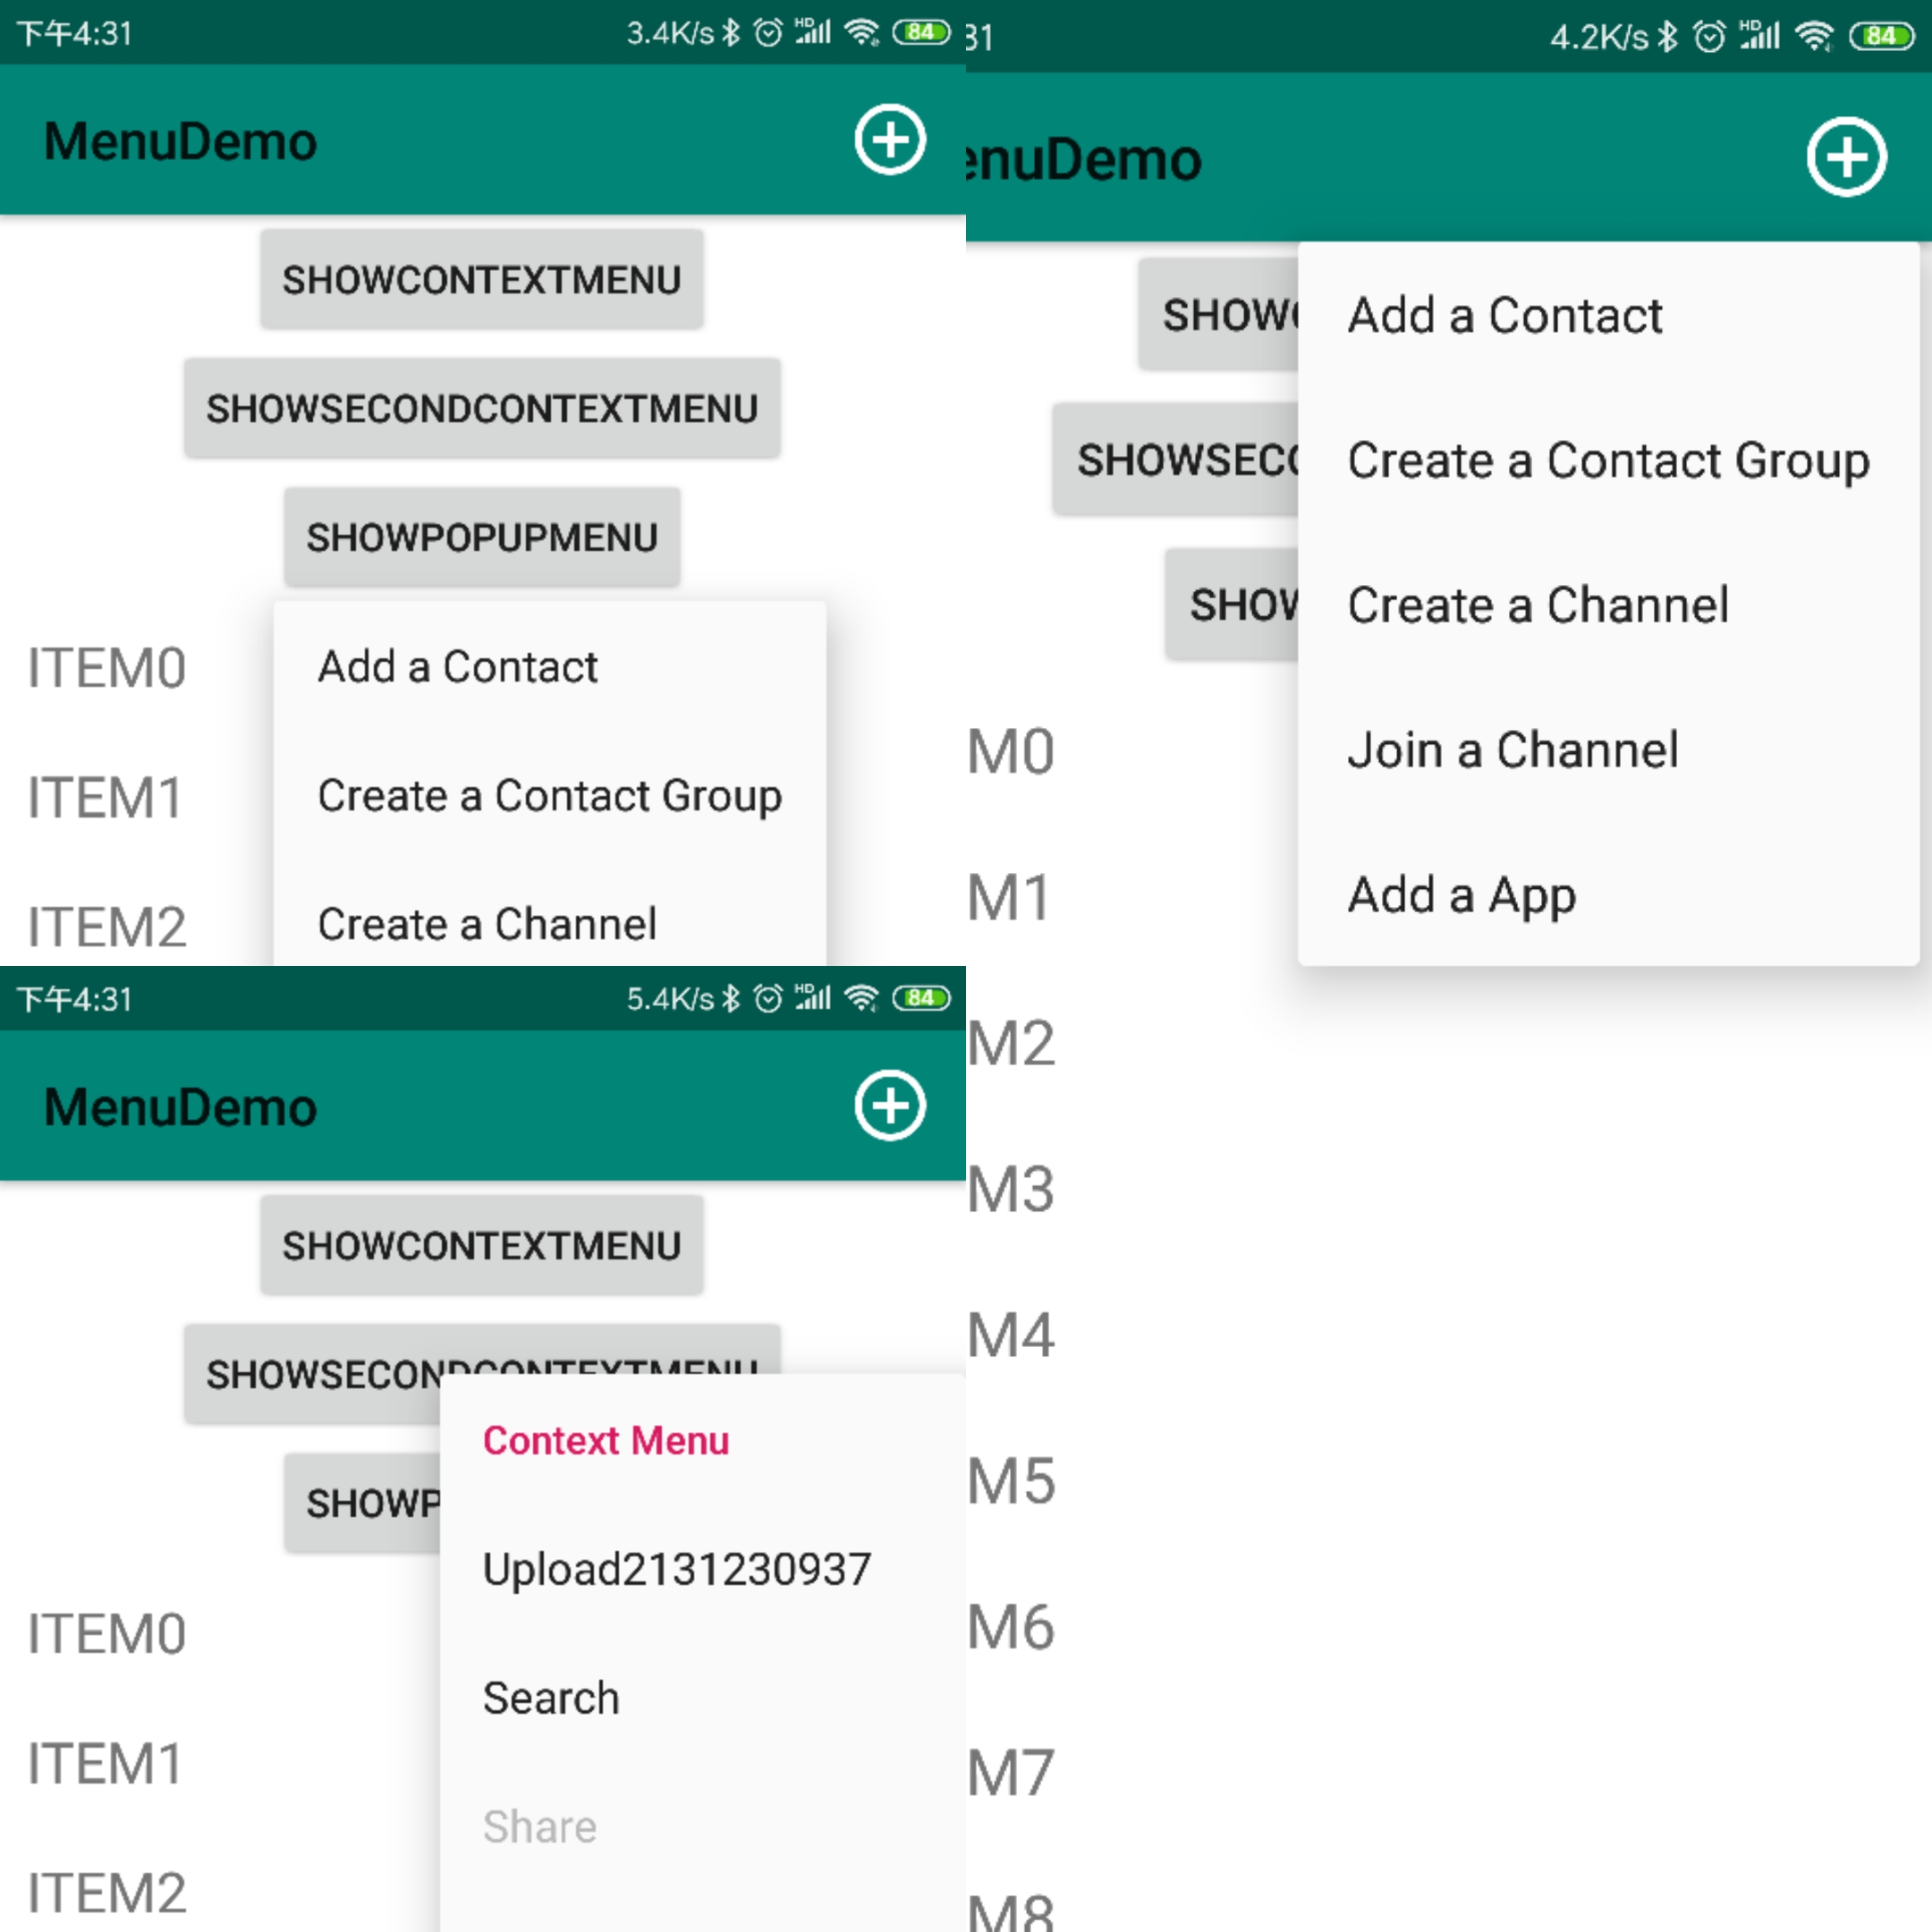 下午4:31 3.4K/s HD 84
MenuDemo
SHOWCONTEXTMENU
SHOWSECONDCONTEXTMENU
SHOWPOPUPMENU
ITEM0
ITEM1
ITEM2
Add a Contact
Create a Contact Group
Create a Channel
31 4.2K/s HD 84
enuDemo
SHOW
SHOWSEC
SHOW
Add a Contact
Create a Contact Group
Create a Channel
Join a Channel
Add a App
M0
M1
M2
M3
M4
M5
M6
M7
M8
下午4:31 5.4K/s HD 84
MenuDemo
SHOWCONTEXTMENU
SHOWSECONDCONTEXTMENU
SHOWP
ITEM0
ITEM1
ITEM2
Context Menu
Upload2131230937
Search
Share